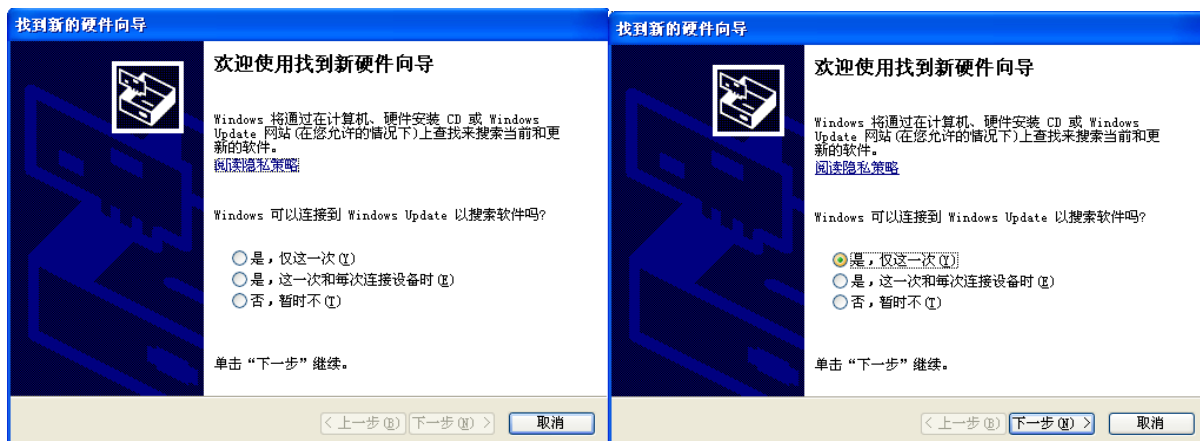 找到新的硬件向导
欢迎使用找到新硬件向导
Windows 将通过在计算机、硬件安装 CD 或 Windows
Update 网站(在您允许的情况下)上查找来搜索当前和更
新的软件。
阅读隐私策略
Windows 可以连接到 Windows Update 以搜索软件吗?
是，仅这一次(Y)
是，这一次和每次连接设备时(E)
否，暂时不(T)
单击“下一步”继续。
< 上一步(B) 下一步(N) > 取消
找到新的硬件向导
欢迎使用找到新硬件向导
Windows 将通过在计算机、硬件安装 CD 或 Windows
Update 网站(在您允许的情况下)上查找来搜索当前和更
新的软件。
阅读隐私策略
Windows 可以连接到 Windows Update 以搜索软件吗?
是，仅这一次(Y)
是，这一次和每次连接设备时(E)
否，暂时不(T)
单击“下一步”继续。
< 上一步(B) 下一步(N) > 取消